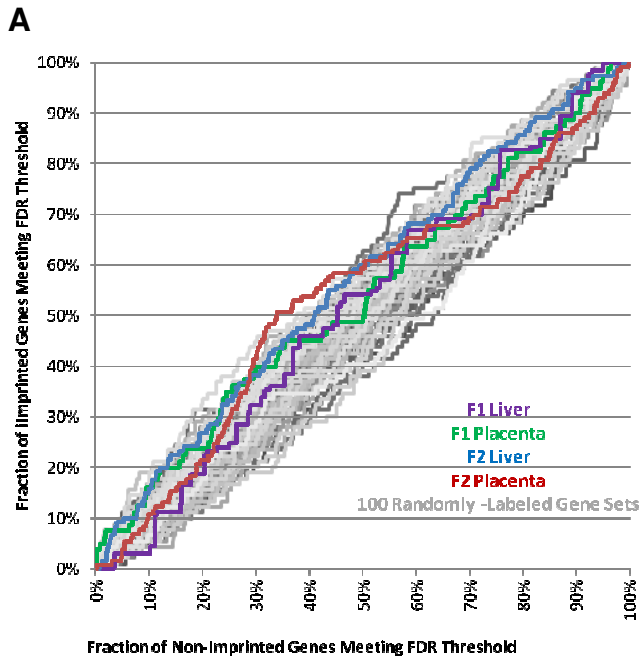 A
100%
90%
80%
70%
60%
50%
40%
30%
20%
10%
0%
Fraction of iImprinted Genes Meeting FDR Threshold
F1 Liver
F1 Placenta
F2 Liver
F2 Placenta
100 Randomly -Labeled Gene Sets
0% 10% 20% 30% 40% 50% 60% 70% 80% 90% 100%
Fraction of Non-Imprinted Genes Meeting FDR Threshold